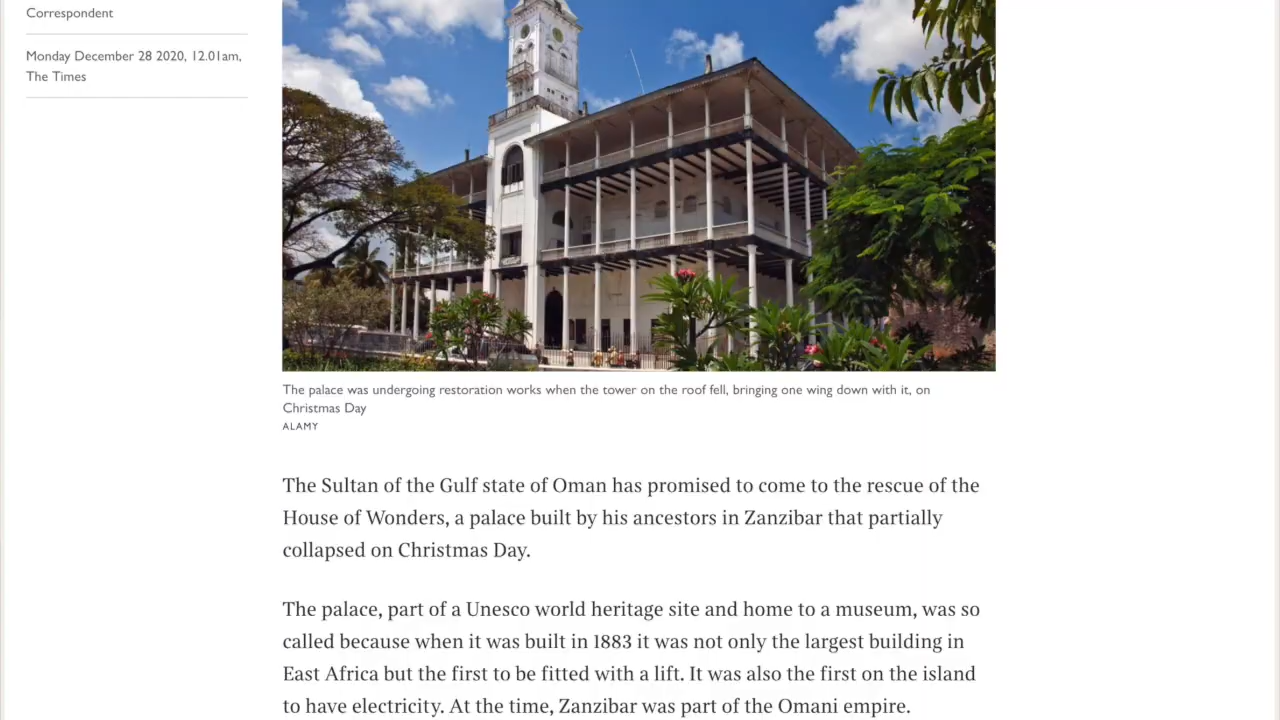 Correspondent
Monday December 28 2020, 12.01am,
The Times
The palace was undergoing restoration works when the tower on the roof fell, bringing one wing down with it, on
Christmas Day
ALAMY
The Sultan of the Gulf state of Oman has promised to come to the rescue of the
House of Wonders, a palace built by his ancestors in Zanzibar that partially
collapsed on Christmas Day.
The palace, part of a Unesco world heritage site and home to a museum, was so
called because when it was built in 1883 it was not only the largest building in
East Africa but the first to be fitted with a lift. It was also the first on the island
to have electricity. At the time, Zanzibar was part of the Omani empire.